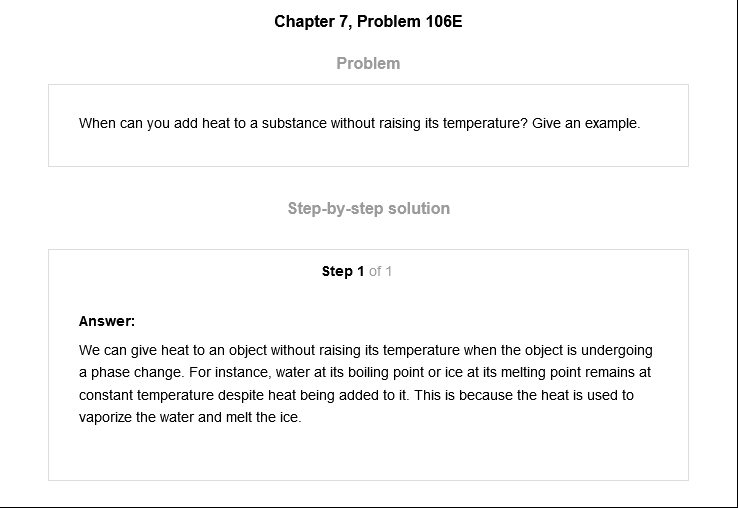 Chapter 7, Problem 106E
Problem
When can you add heat to a substance without raising its temperature? Give an example.
Step-by-step solution
Step 1 of 1
Answer:
We can give heat to an object without raising its temperature when the object is undergoing
a phase change. For instance, water at its boiling point or ice at its melting point remains at
constant temperature despite heat being added to it. This is because the heat is used to
vaporize the water and melt the ice.